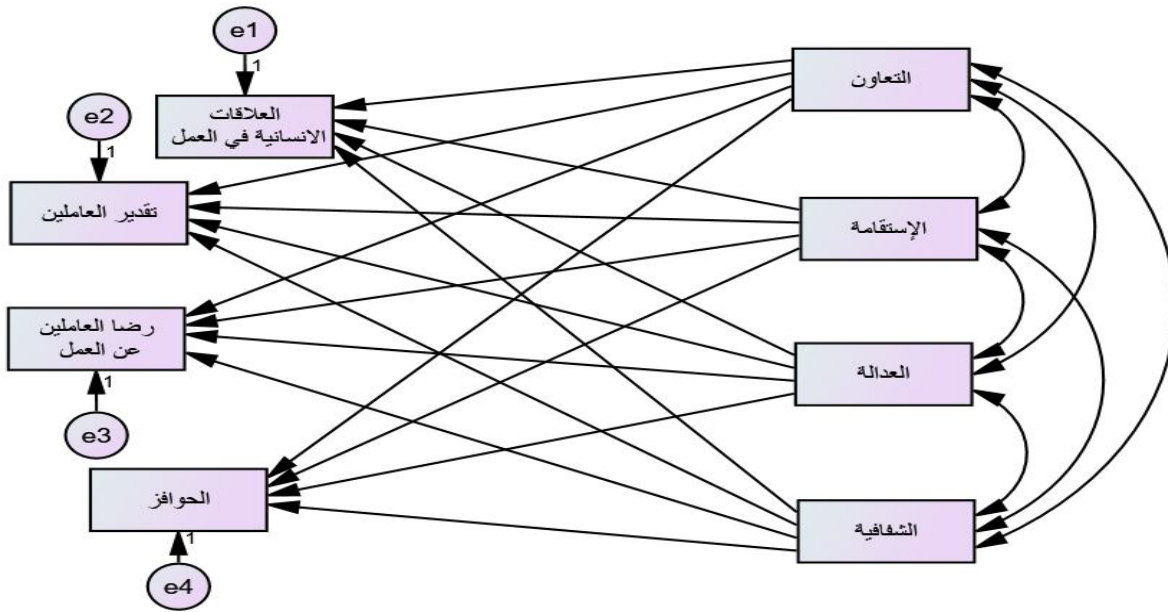 e1
1
التعاون
العلاقات
الانسانية في العمل
e2
1
تقدير العاملين
الإستقامة
رضا العاملين
عن العمل
1
e3
العدالة
الحوافز
1
e4
الشفافية